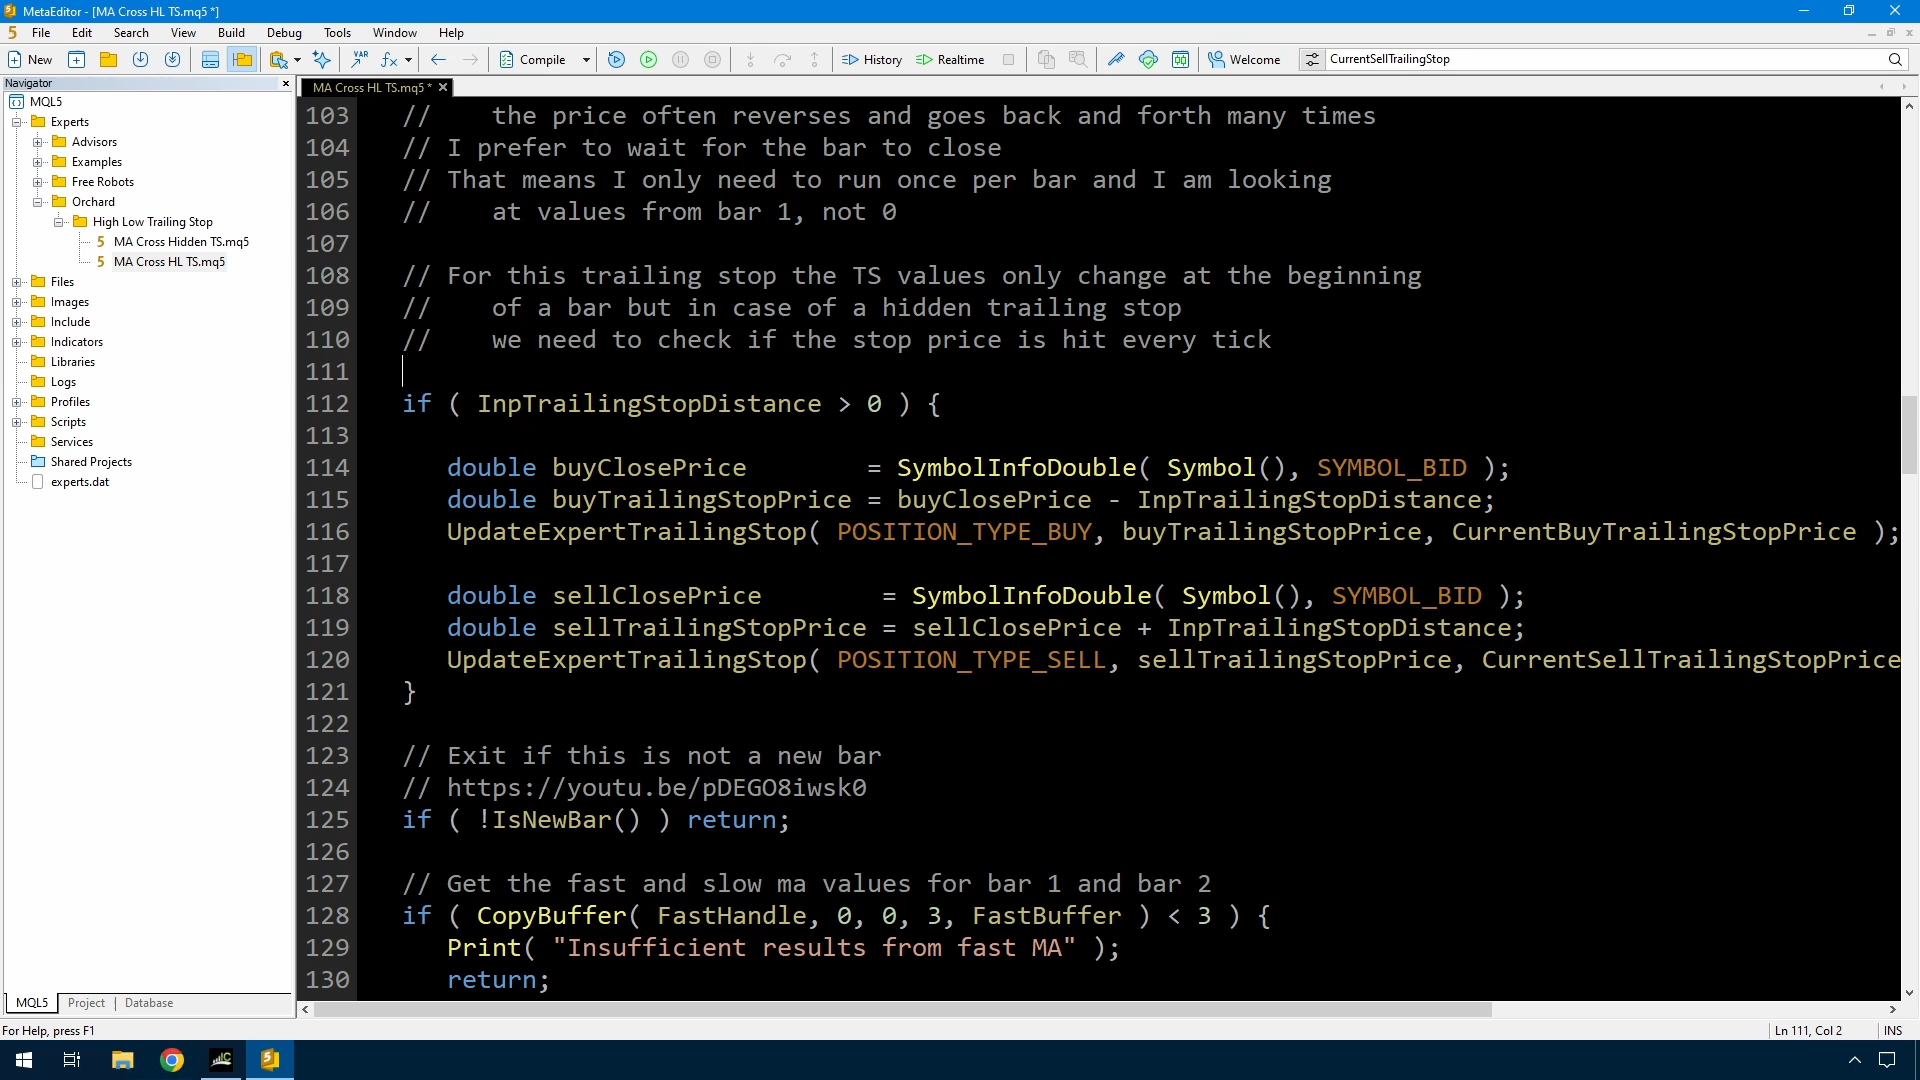 MetaEditor - [MA Cross HL TS.mq5 *]
File Edit Search View Build Debug Tools Window Help
New VAR fx Compile History Realtime Welcome CurrentSellTrailingStop
Navigator
MA Cross HL TS.mq5 *
MQL5
Experts
Advisors
Examples
Free Robots
Orchard
High Low Trailing Stop
MA Cross Hidden TS.mq5
MA Cross HL TS.mq5
Files
Images
Include
Indicators
Libraries
Logs
Profiles
Scripts
Services
Shared Projects
experts.dat
103 // the price often reverses and goes back and forth many times
104 // I prefer to wait for the bar to close
105 // That means I only need to run once per bar and I am looking
106 // at values from bar 1, not 0
107
108 // For this trailing stop the TS values only change at the beginning
109 // of a bar but in case of a hidden trailing stop
110 // we need to check if the stop price is hit every tick
111
112 if ( InpTrailingStopDistance > 0 ) {
113
114 double buyClosePrice = SymbolInfoDouble( Symbol(), SYMBOL_BID );
115 double buyTrailingStopPrice = buyClosePrice - InpTrailingStopDistance;
116 UpdateExpertTrailingStop( POSITION_TYPE_BUY, buyTrailingStopPrice, CurrentBuyTrailingStopPrice );
117
118 double sellClosePrice = SymbolInfoDouble( Symbol(), SYMBOL_BID );
119 double sellTrailingStopPrice = sellClosePrice + InpTrailingStopDistance;
120 UpdateExpertTrailingStop( POSITION_TYPE_SELL, sellTrailingStopPrice, CurrentSellTrailingStopPrice
121 }
122
123 // Exit if this is not a new bar
124 // https://youtu.be/pDEGO8iwsk0
125 if ( !IsNewBar() ) return;
126
127 // Get the fast and slow ma values for bar 1 and bar 2
128 if ( CopyBuffer( FastHandle, 0, 0, 3, FastBuffer ) < 3 ) {
129 Print( "Insufficient results from fast MA" );
130 return;
MQL5 Project | Database
For Help, press F1
Ln 111, Col 2 INS